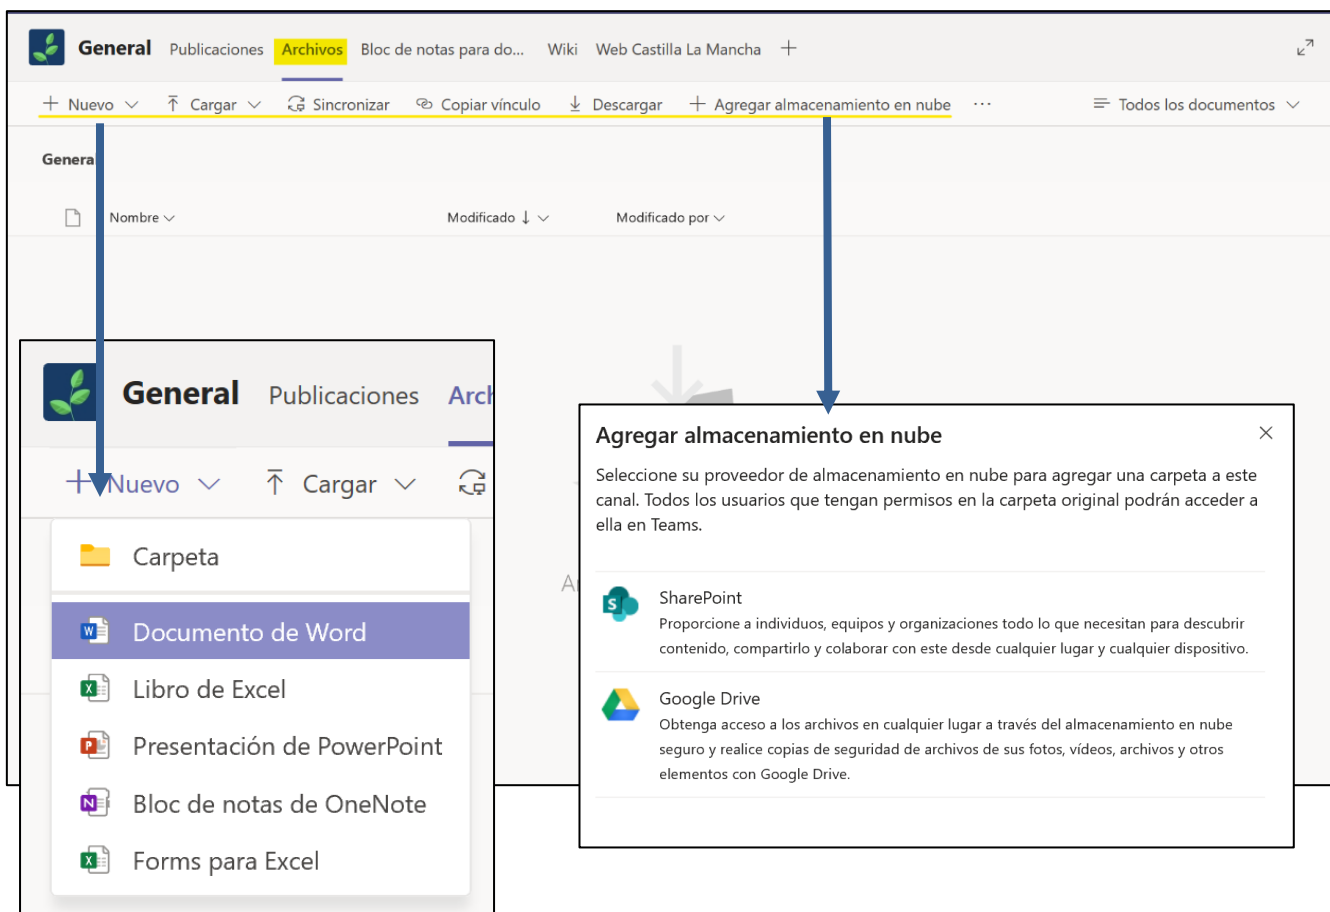 General Publicaciones Archivos Bloc de notas para do... Wiki Web Castilla La Mancha
Nuevo Cargar Sincronizar Copiar vínculo Descargar Agregar almacenamiento en nube ... Todos los documentos
General
Nombre Modificado Modificado por
General Publicaciones Arch
Nuevo Cargar
Carpeta
Documento de Word
Libro de Excel
Presentación de PowerPoint
Bloc de notas de OneNote
Forms para Excel
Agregar almacenamiento en nube
Seleccione su proveedor de almacenamiento en nube para agregar una carpeta a este
canal. Todos los usuarios que tengan permisos en la carpeta original podrán acceder a
ella en Teams.
SharePoint
Proporcione a individuos, equipos y organizaciones todo lo que necesitan para descubrir
contenido, compartirlo y colaborar con este desde cualquier lugar y cualquier dispositivo.
Google Drive
Obtenga acceso a los archivos en cualquier lugar a través del almacenamiento en nube
seguro y realice copias de seguridad de archivos de sus fotos, vídeos, archivos y otros
elementos con Google Drive.